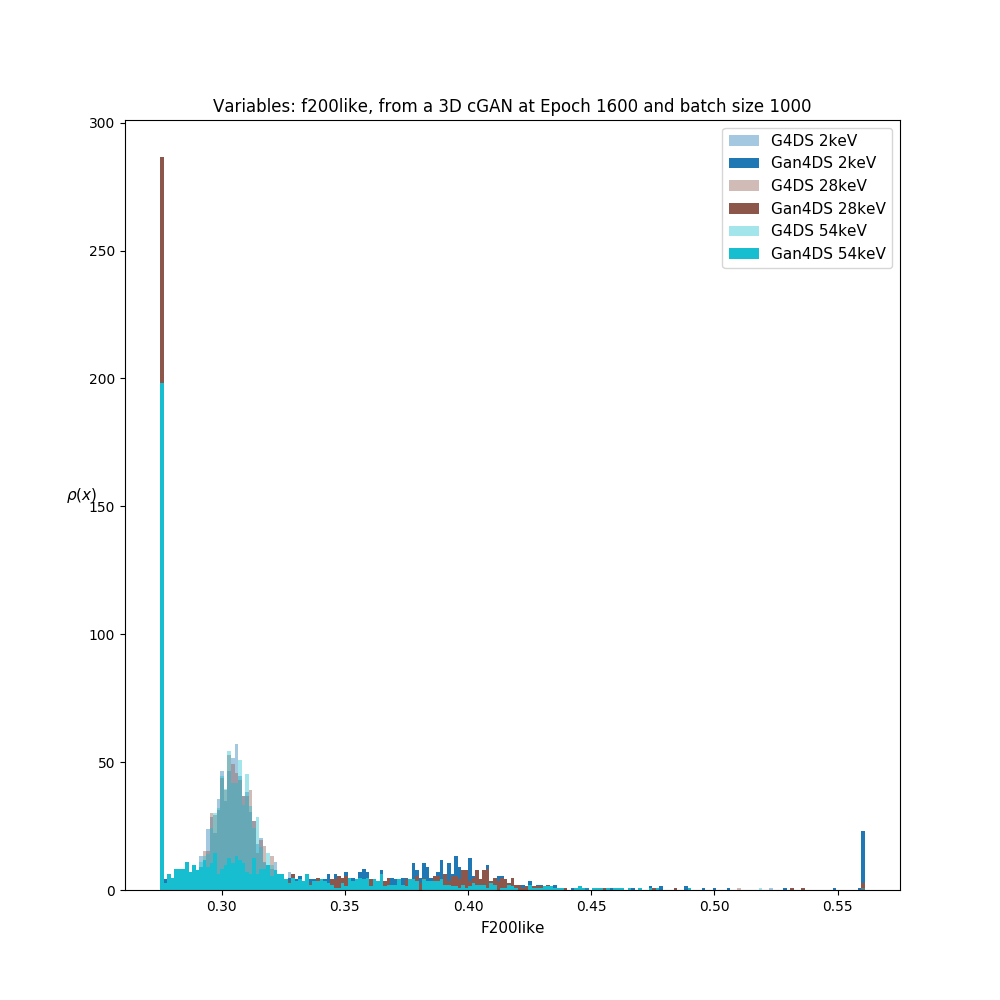 Variables: f200like, from a 3D cGAN at Epoch 1600 and batch size 1000
300
250
200
150
100
50
0
ρ(x)
G4DS 2keV
Gan4DS 2keV
G4DS 28keV
Gan4DS 28keV
G4DS 54keV
Gan4DS 54keV
0.30 0.35 0.40 0.45 0.50 0.55
F200like